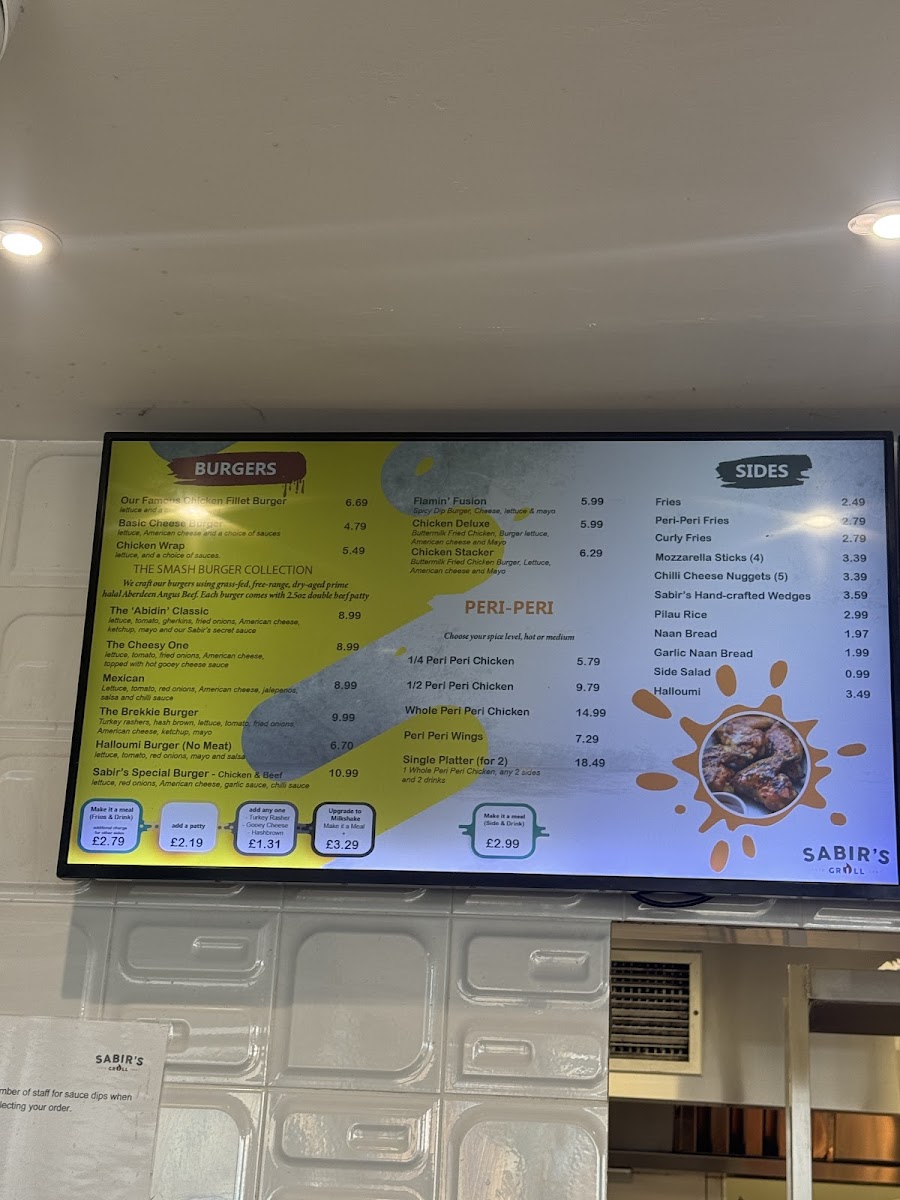 BURGERS
Our Famous Chicken Fillet Burger 6.69
lettuce and a
Basic Cheese Burger 4.79
lettuce, American cheese and a choice of sauces
Chicken Wrap 5.49
lettuce, and a choice of sauces.
THE SMASH BURGER COLLECTION
We craft our burgers using grass-fed, free-range, dry-aged prime
halal Aberdeen Angus Beef. Each burger comes with 2.5oz double beef patty
The 'Abidin' Classic 8.99
lettuce, tomato, gherkins, fried onions, American cheese,
ketchup, mayo and our Sabir's secret sauce
The Cheesy One 8.99
lettuce, tomato, fried onions, American cheese,
topped with hot gooey cheese sauce
Mexican 8.99
Lettuce, tomato, red onions, American cheese, jalepenos,
salsa and chilli sauce
The Brekkie Burger 9.99
Turkey rashers, hash brown, lettuce, tomato, fried onions,
American cheese, ketchup, mayo
Halloumi Burger (No Meat) 6.70
lettuce, tomato, red onions, mayo and salsa
Sabir's Special Burger - Chicken & Beef 10.99
lettuce, red onions, American cheese, garlic sauce, chilli sauce
Make it a meal
(Fries & Drink)
additional charge
for other sides
£2.79
add a patty
£2.19
add any one
- Turkey Rasher
- Gooey Cheese
- Hashbrown
£1.31
Upgrade to
Milkshake
Make it a Meal
+
£3.29
Flamin' Fusion 5.99
Spicy Dip Burger, Cheese, lettuce & mayo
Chicken Deluxe 5.99
Buttermilk Fried Chicken, Burger lettuce,
American cheese and Mayo
Chicken Stacker 6.29
Buttermilk Fried Chicken Burger, Lettuce,
American cheese and Mayo
PERI-PERI
Choose your spice level, hot or medium
1/4 Peri Peri Chicken 5.79
1/2 Peri Peri Chicken 9.79
Whole Peri Peri Chicken 14.99
Peri Peri Wings 7.29
Single Platter (for 2) 18.49
1 Whole Peri Peri Chicken, any 2 sides
and 2 drinks
Make it a meal
(Side & Drink)
£2.99
SIDES
Fries 2.49
Peri-Peri Fries 2.79
Curly Fries 2.79
Mozzarella Sticks (4) 3.39
Chilli Cheese Nuggets (5) 3.39
Sabir's Hand-crafted Wedges 3.59
Pilau Rice 2.99
Naan Bread 1.97
Garlic Naan Bread 1.99
Side Salad 0.99
Halloumi 3.49
SABIR'S
GRILL
SABIR'S
GRILL
mber of staff for sauce dips when
lecting your order.